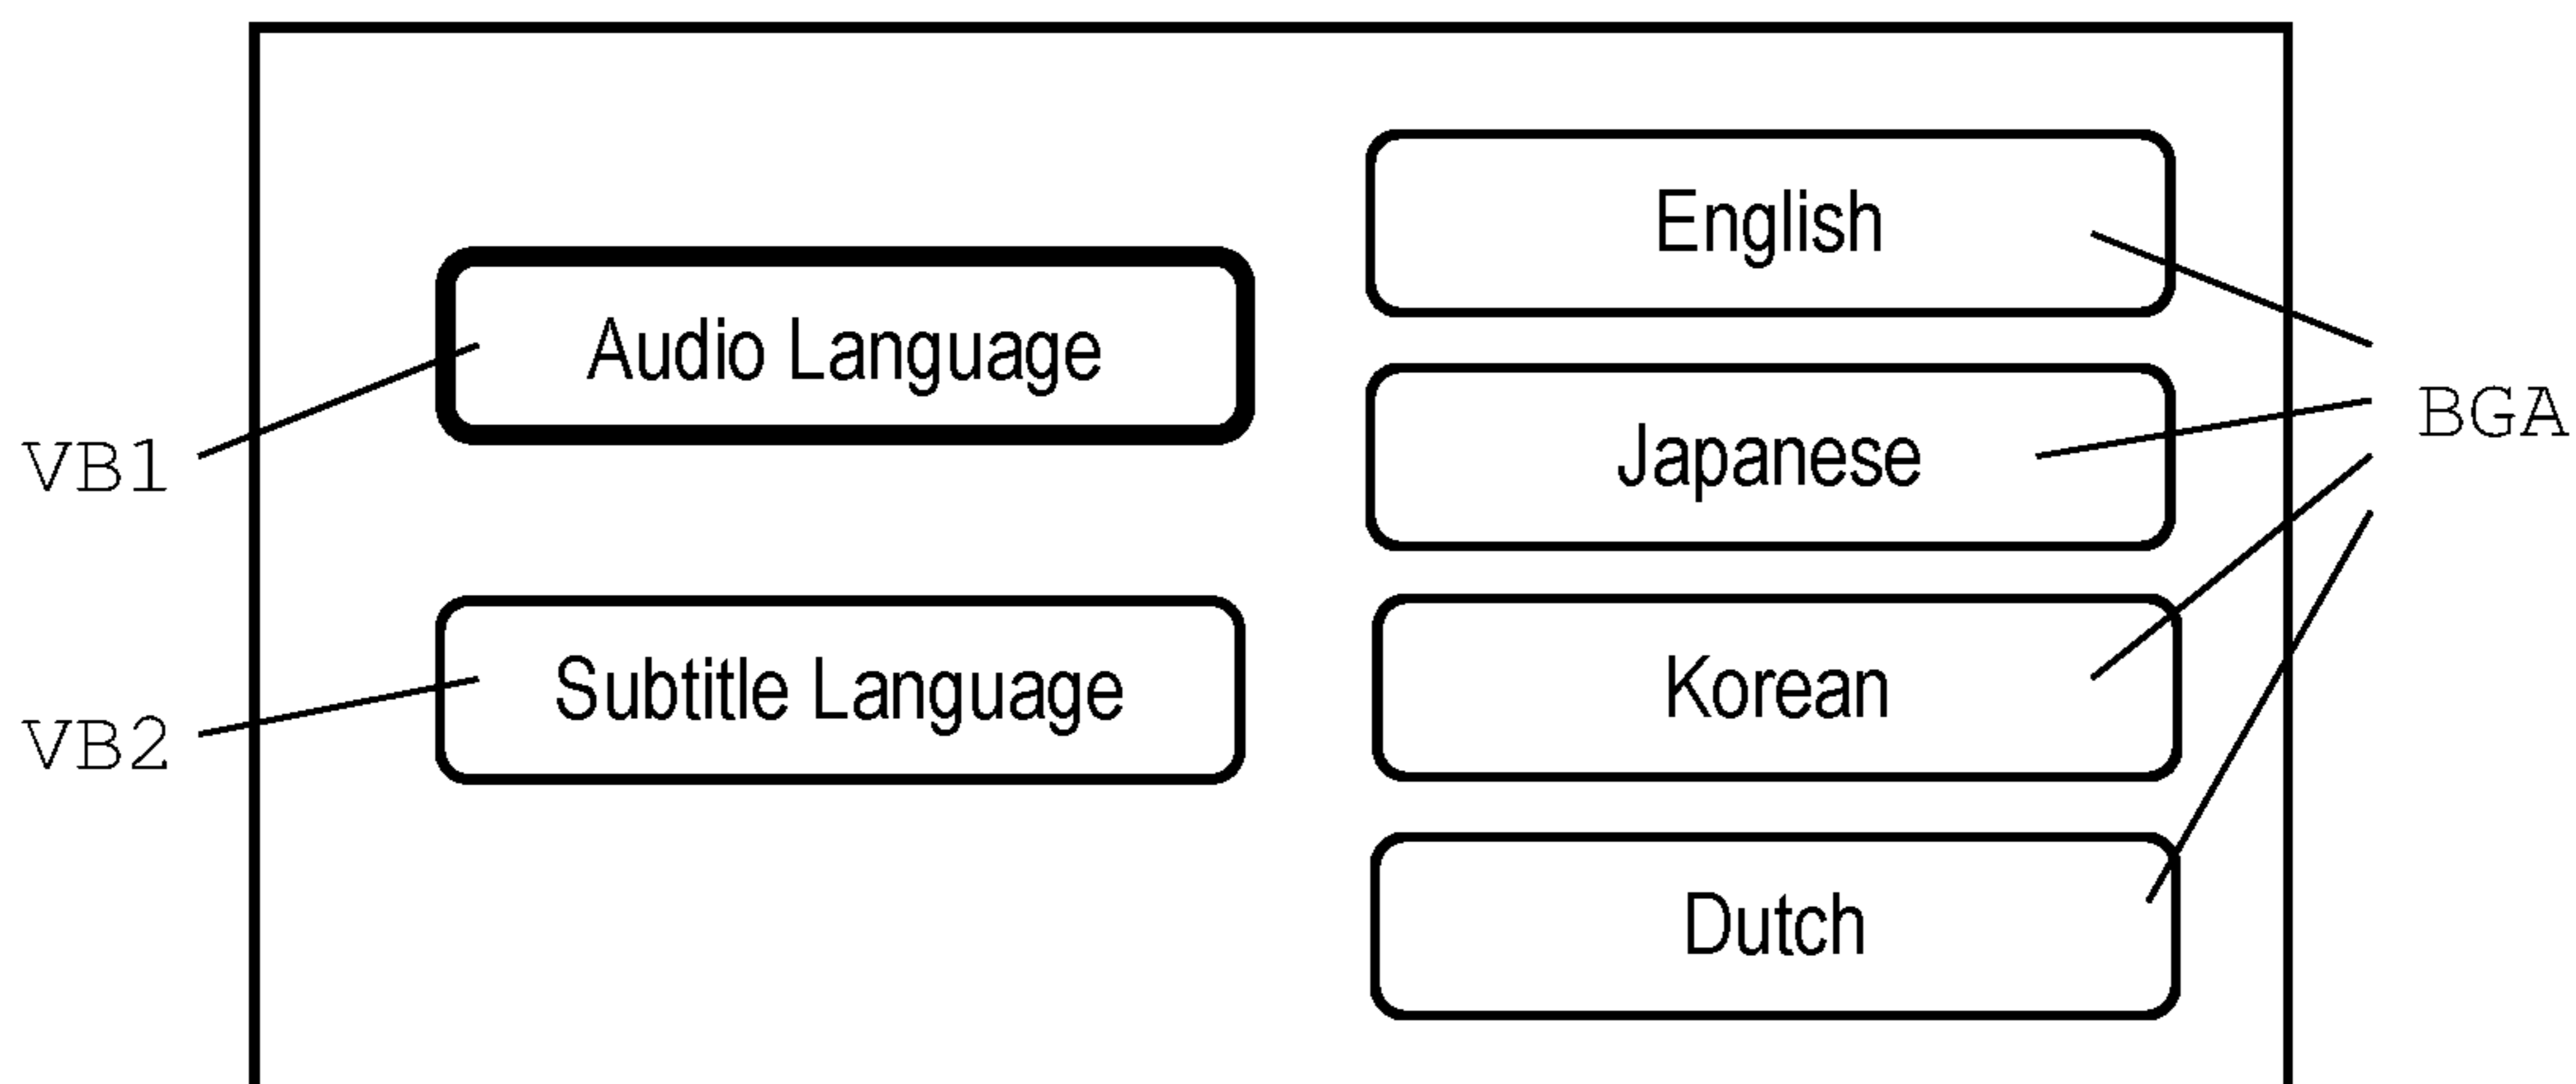 English
Audio Language
BGA
Japanese
VB1
Subtitle Language
Korean
VB2
Dutch